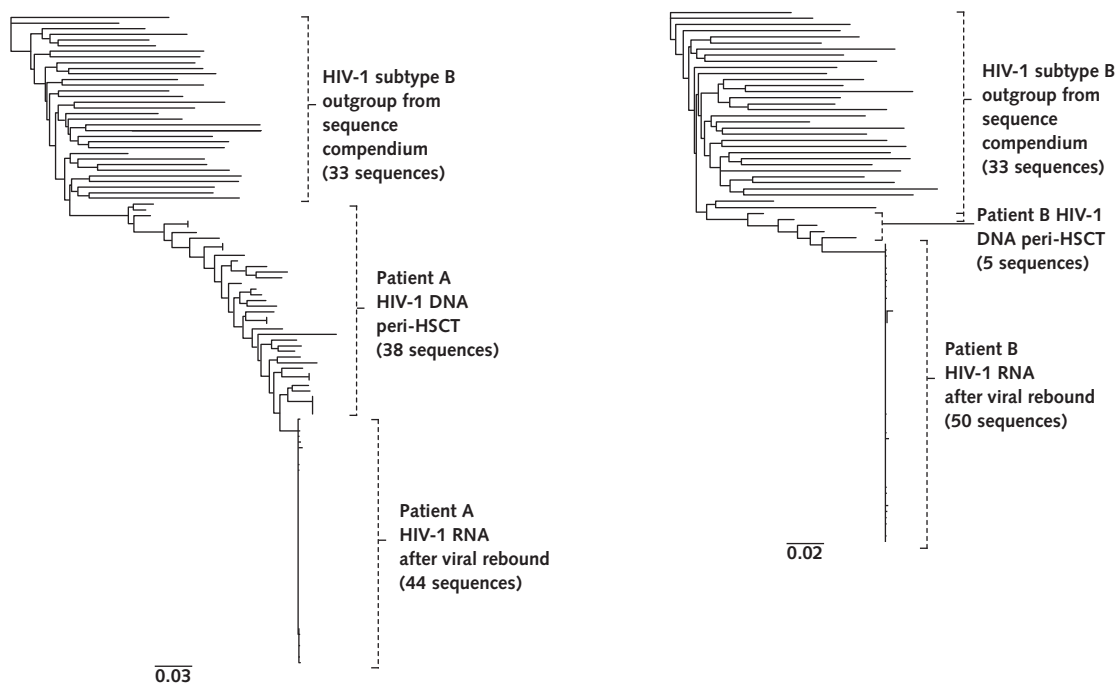 HIV-1 subtype B
outgroup from
sequence
compendium
(33 sequences)
Patient A
HIV-1 DNA
peri-HSCT
(38 sequences)
Patient A
HIV-1 RNA
after viral rebound
(44 sequences)
0.03
HIV-1 subtype B
outgroup from
sequence
compendium
(33 sequences)
Patient B HIV-1
DNA peri-HSCT
(5 sequences)
Patient B
HIV-1 RNA
after viral rebound
(50 sequences)
0.02